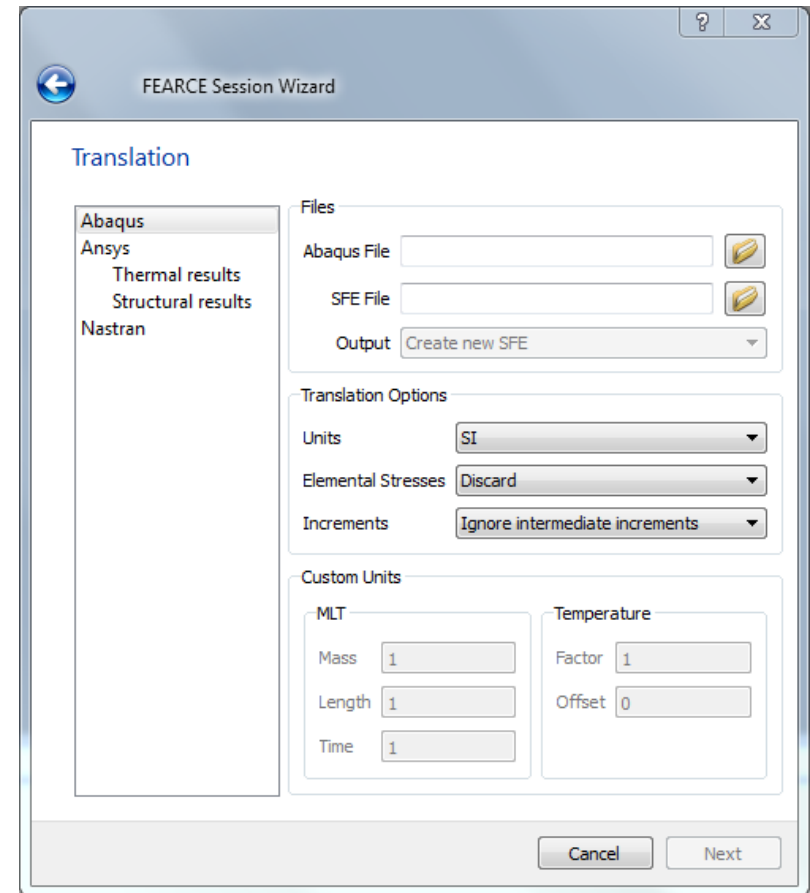 ?
FEARCE Session Wizard
Translation
Abaqus
Ansys
Thermal results
Structural results
Nastran
Files
Abaqus File
SFE File
Output Create new SFE
Translation Options
Units SI
Elemental Stresses Discard
Increments Ignore intermediate increments
Custom Units
MLT
Mass 1
Length 1
Time 1
Temperature
Factor 1
Offset 0
Cancel Next